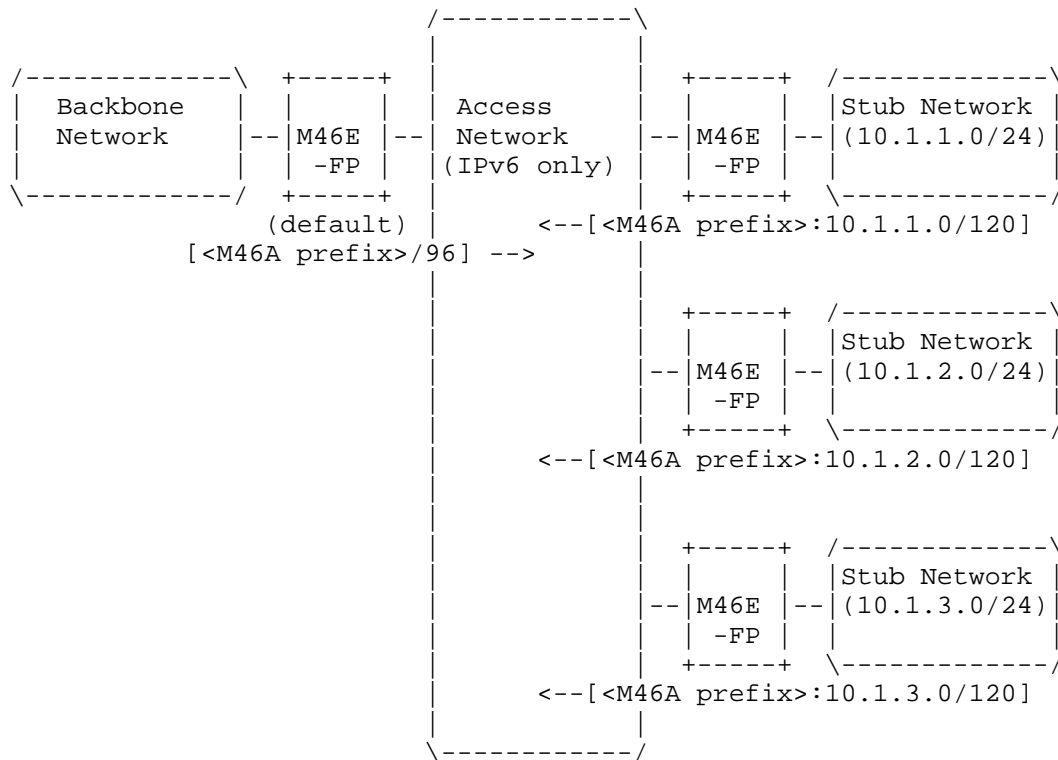 Backbone Access Stub Network
Network M46E Network M46E (10.1.1.0/24)
-FP (IPv6 only) -FP
(default) <--[<M46A prefix>:10.1.1.0/120]
[<M46A prefix>/96] -->
Stub Network
M46E (10.1.2.0/24)
-FP
<--[<M46A prefix>:10.1.2.0/120]
Stub Network
M46E (10.1.3.0/24)
-FP
<--[<M46A prefix>:10.1.3.0/120]